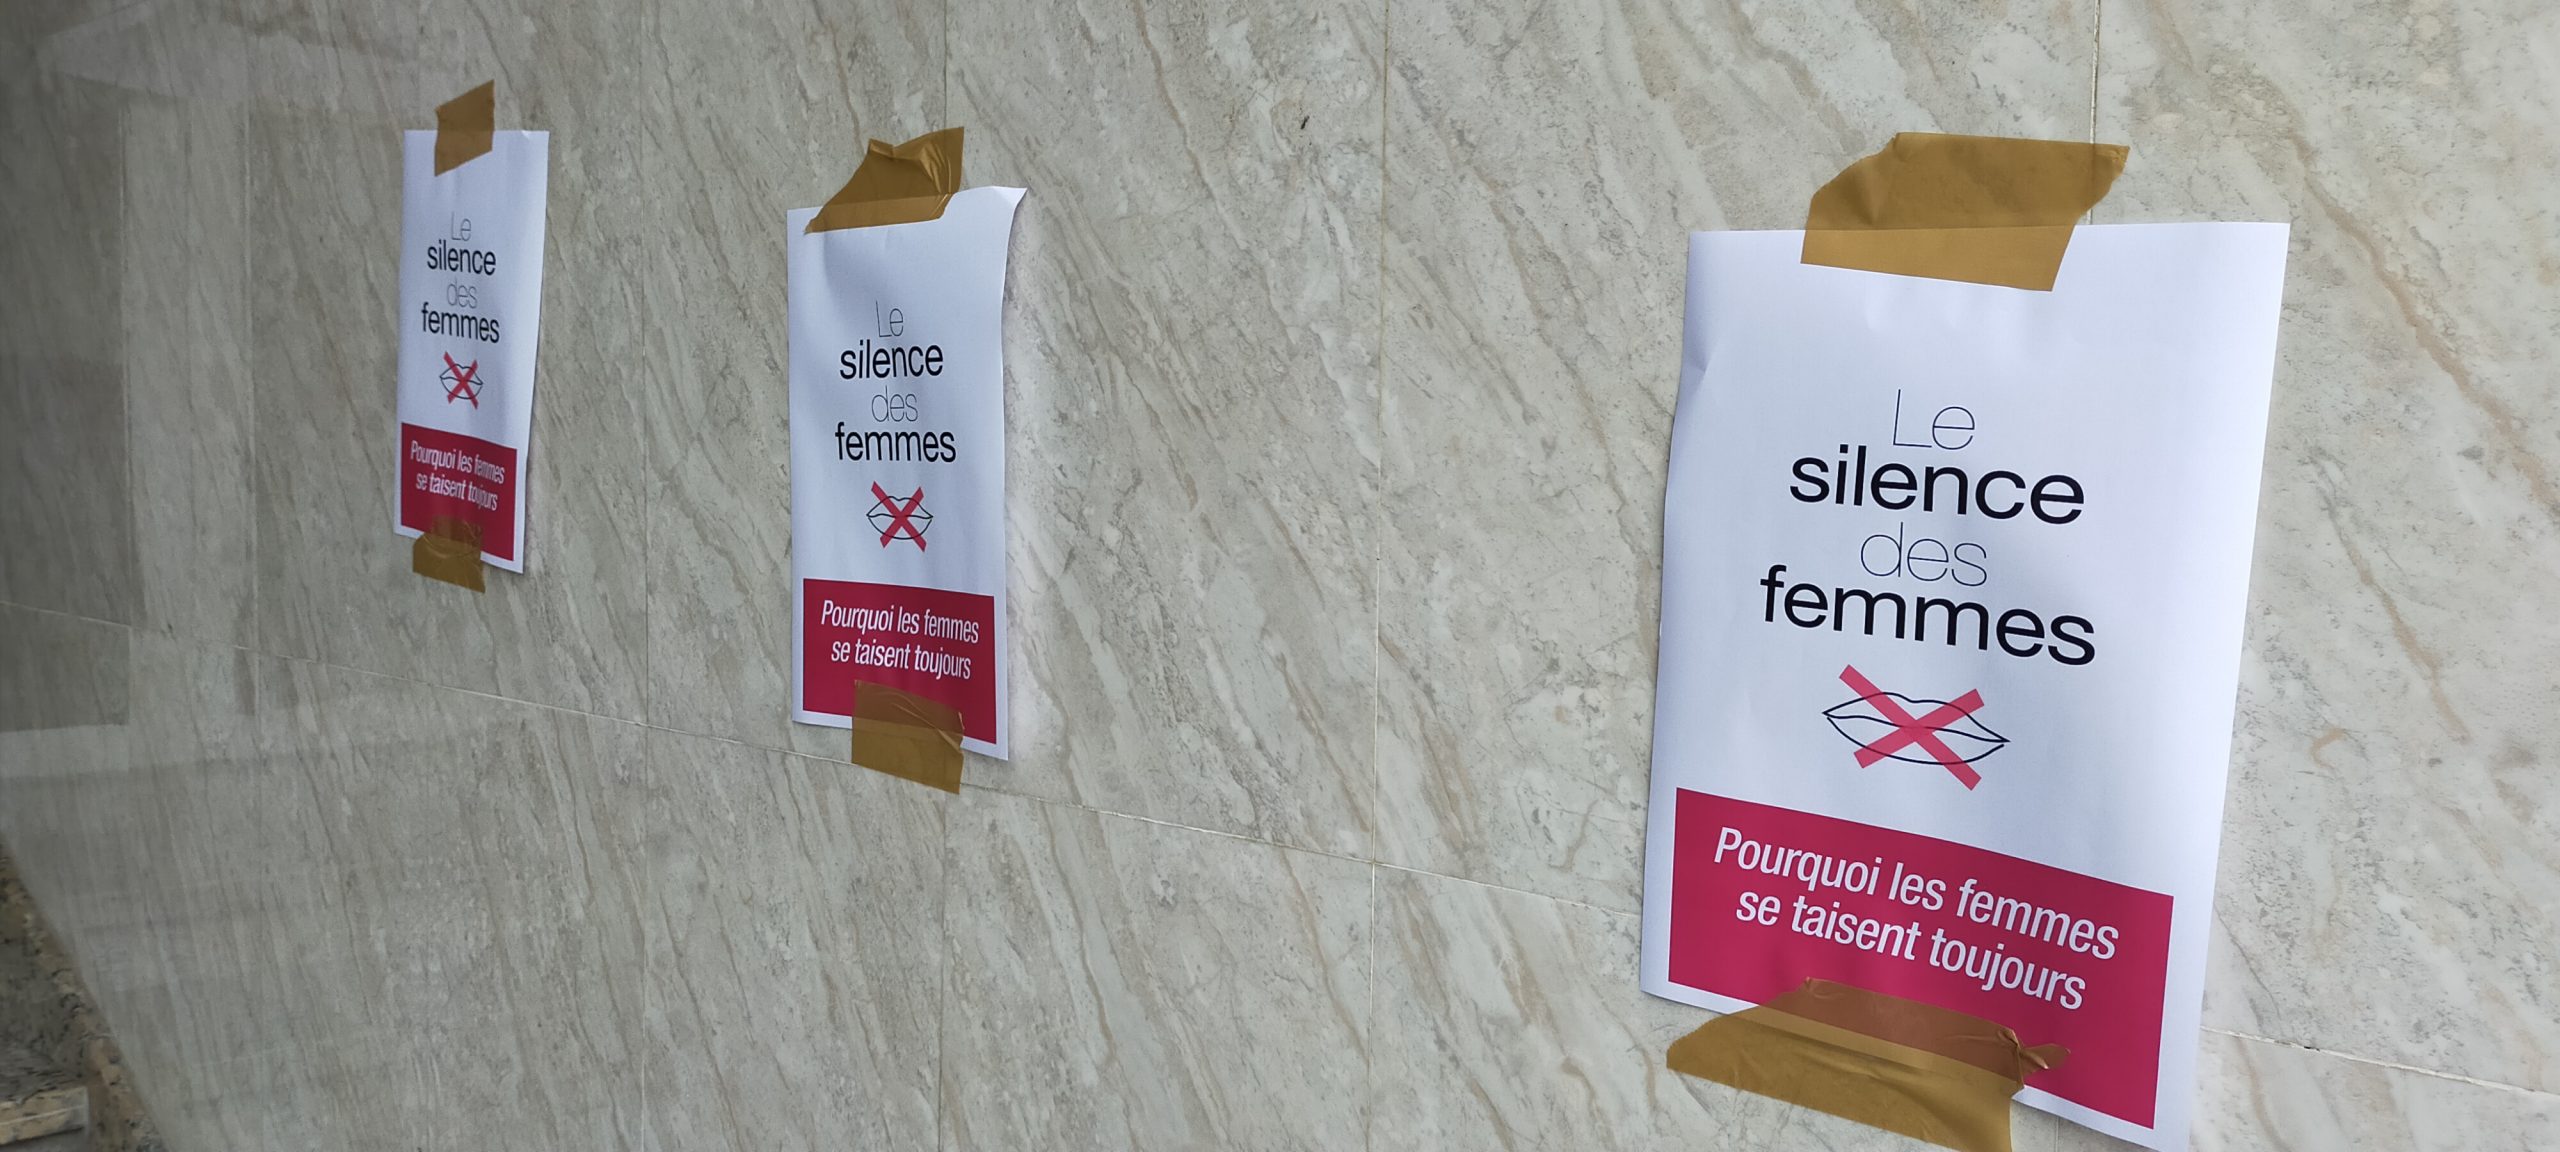 Le
silence
des
femmes
Pourquoi les femmes
se taisent toujours
Le
silence
des
femmes
Pourquoi les femmes
se taisent toujours
Le
silence
des
femmes
Pourquoi les femmes
se taisent toujours